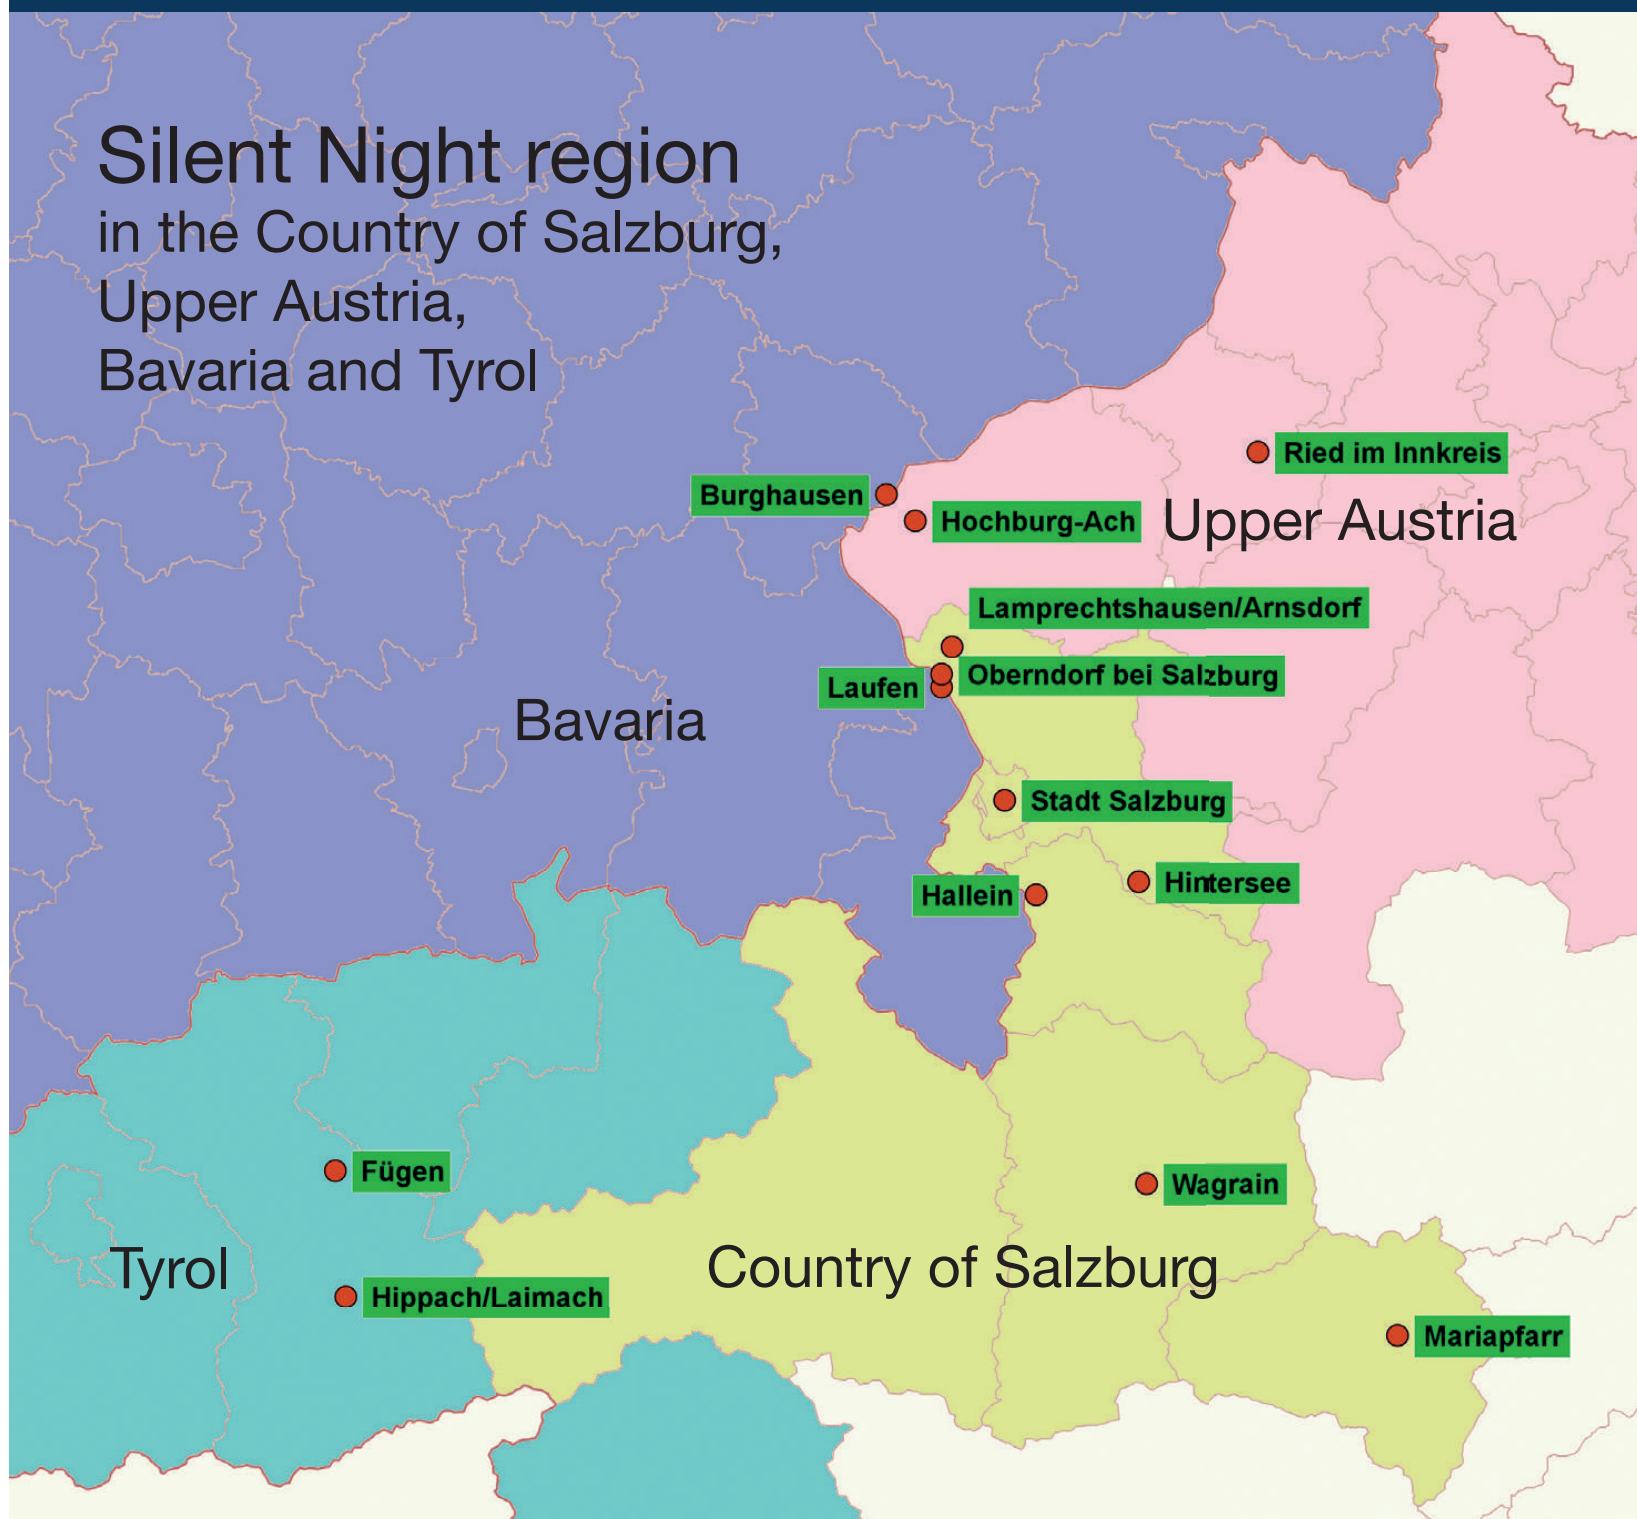 Silent Night region
in the Country of Salzburg,
Upper Austria,
Bavaria and Tyrol
Ried im Innkreis
Burghausen
Hochburg-Ach
Upper Austria
Lamprechtshausen/Arnsdorf
Oberndorf bei Salzburg
Laufen
Bavaria
Stadt Salzburg
Hintersee
Hallein
Fügen
Wagrain
Tyrol
Country of Salzburg
Hippach/Laimach
Mariapfarr